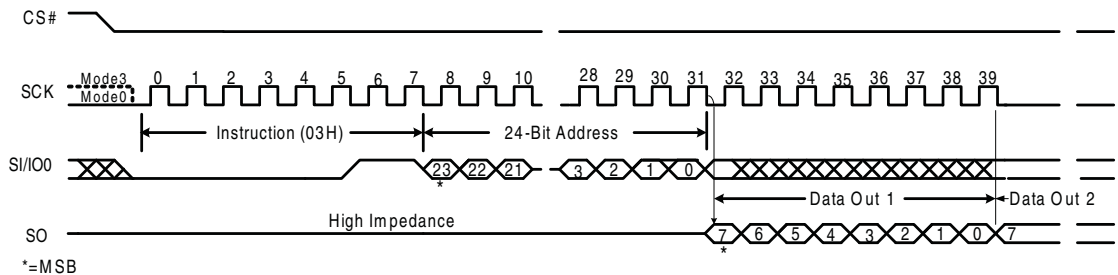 CS#
Mode3
0 1 2 3 4 5 6 7 8 9 10 28 29 30 31 32 33 34 35 36 37 38 39
SCK
Mode0
Instruction (03H) 24-Bit Address
SI/IO0
23 22 21 3 2 1 0
*
Data Out 1 Data Out 2
High Impedance
SO
7 6 5 4 3 2 1 0 7
*
*=MSB